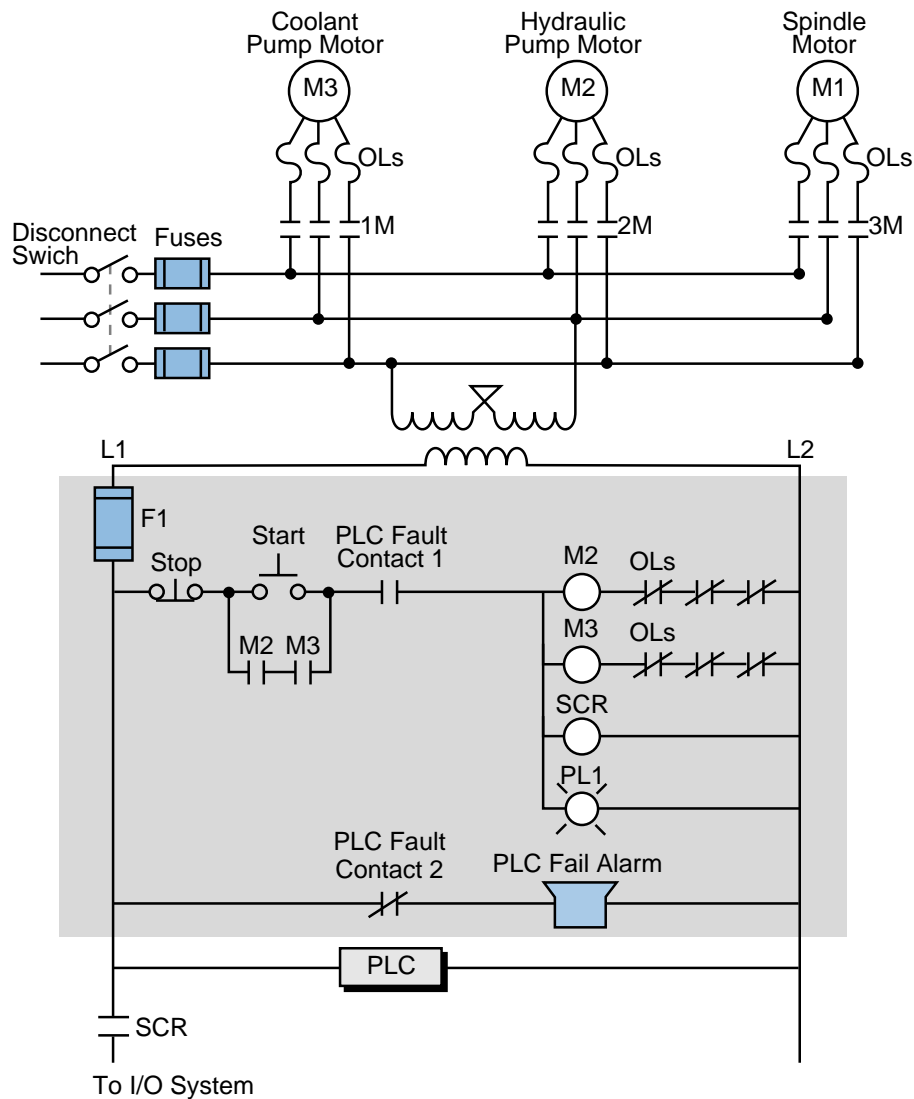 Coolant
Pump Motor
Hydraulic
Pump Motor
Spindle
Motor
M3
M2
M1
OLs
OLs
OLs
1M
2M
3M
Disconnect
Swich
Fuses
L1
L2
F1
Stop
Start
PLC Fault
Contact 1
M2
OLs
M2
M3
M3
OLs
SCR
PL1
PLC Fault
Contact 2
PLC Fail Alarm
PLC
SCR
To I/O System